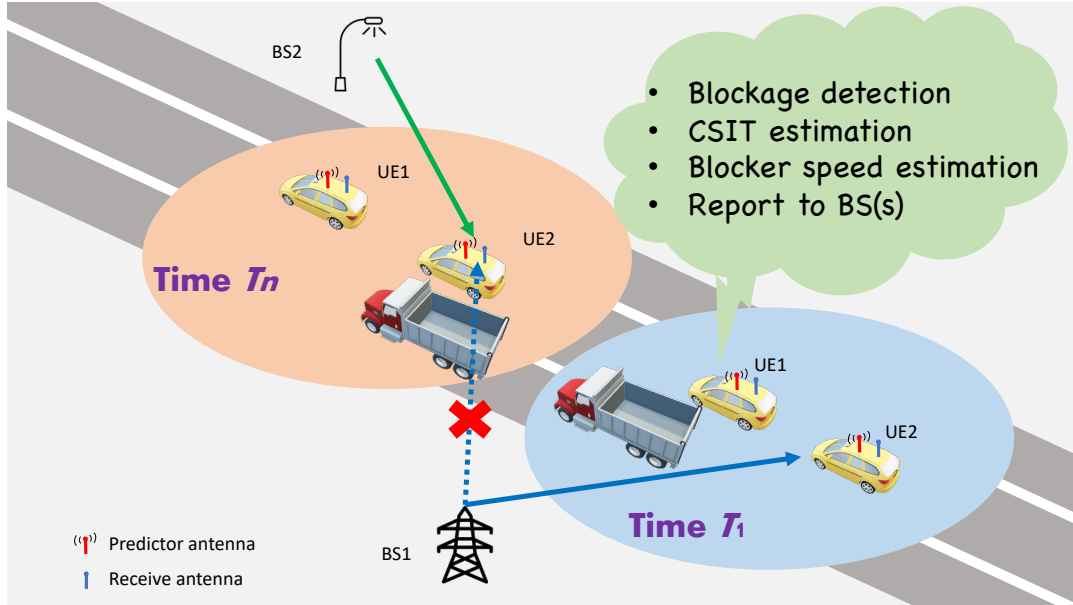 BS2
• Blockage detection
• CSIT estimation
• Blocker speed estimation
• Report to BS(s)
UE1
UE2
Time Tn
UE1
UE2
Time T1
BS1
Predictor antenna
Receive antenna